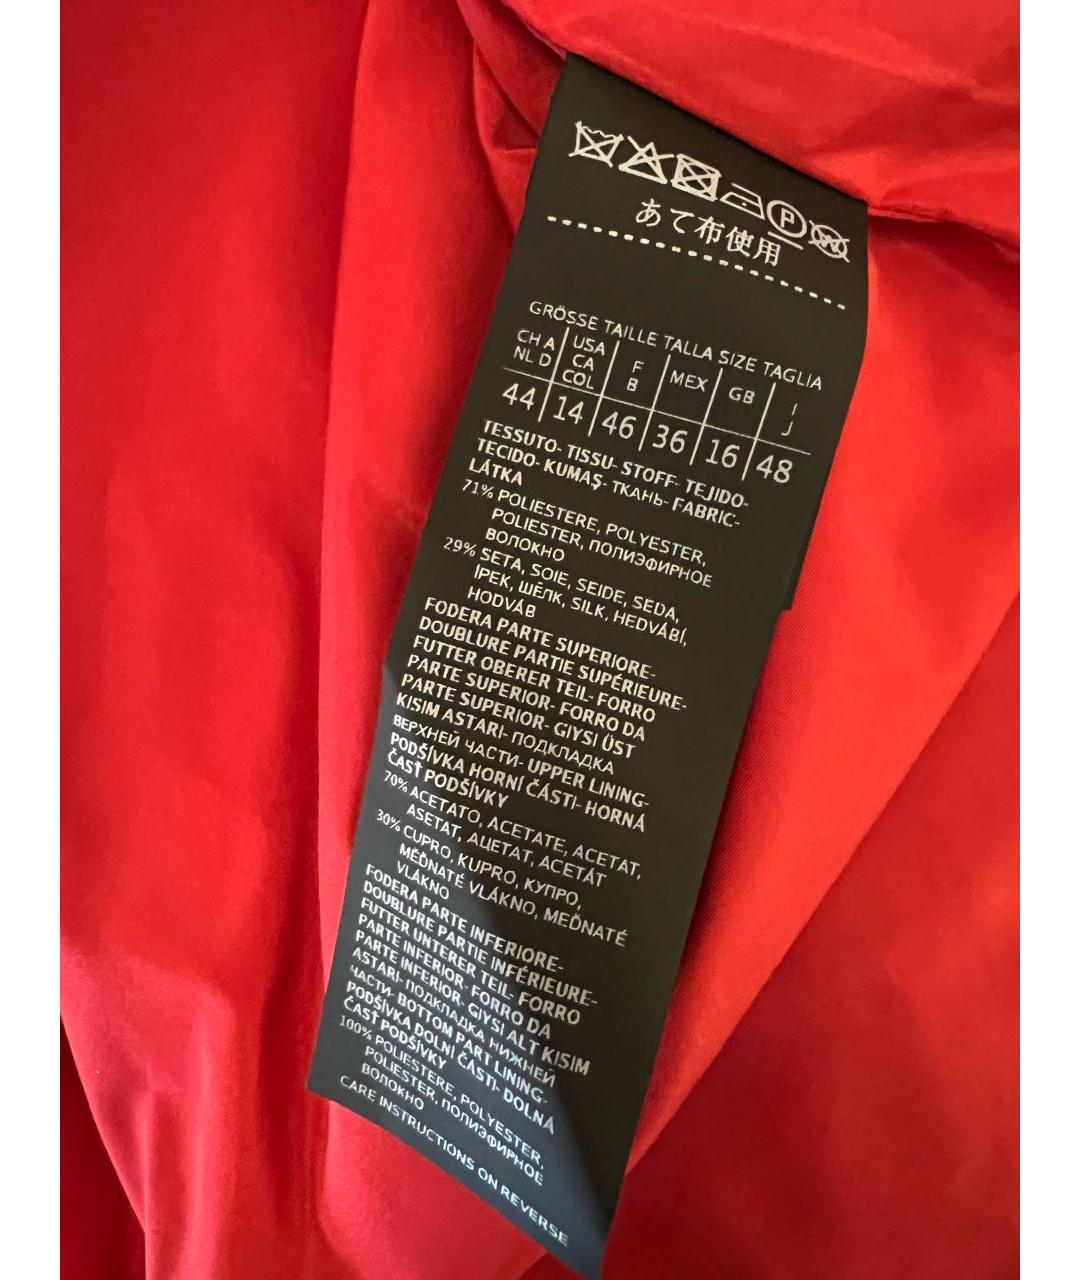 P W
あて布使用
GRÖSSE TAILLE TALLA SIZE TAGLIA
CH A NL D | USA CA COL | F B | MEX | GB | I J
44 | 14 | 46 | 36 | 16 | 48
TESSUTO- TISSU- STOFF- TEJIDO-
TECIDO- KUMAŞ- ТКАНЬ- FABRIC-
LÁTKA
71% POLIESTERE, POLYESTER,
POLIESTER, ПОЛИЭФИРНОЕ
ВОЛОКНО
29% SETA, SOIE, SEIDE, SEDA,
İPEK, ШЁЛК, SILK, HEDVÁBÍ,
HODVÁB
FODERA PARTE SUPERIORE-
DOUBLURE PARTIE SUPÉRIEURE-
FUTTER OBERER TEIL- FORRO
PARTE SUPERIOR- FORRO DA
PARTE SUPERIOR- GIYSI ÜST
KISIM ASTARI- ПОДКЛАДКА
ВЕРХНЕЙ ЧАСТИ- UPPER LINING-
PODŠÍVKA HORNÍ ČÁSTI- HORNÁ
ČASŤ PODŠÍVKY
70% ACETATO, ACETATE, ACETAT,
ASETAT, АЦЕТАТ, ACETÁT
30% CUPRO, KUPRO, КУПРО,
MĚĎNATÉ VLÁKNO, MEĎNATÉ
VLÁKNO
FODERA PARTE INFERIORE-
DOUBLURE PARTIE INFÉRIEURE-
FUTTER UNTERER TEIL- FORRO
PARTE INFERIOR- FORRO DA
PARTE INFERIOR- GIYSI ALT KISIM
ASTARI- ПОДКЛАДКА НИЖНЕЙ
ЧАСТИ- BOTTOM PART LINING-
PODŠÍVKA DOLNÍ ČÁSTI- DOLNÁ
ČASŤ PODŠÍVKY
100% POLIESTERE, POLYESTER,
POLIESTER, ПОЛИЭФИРНОЕ
ВОЛОКНО
CARE INSTRUCTIONS ON REVERSE